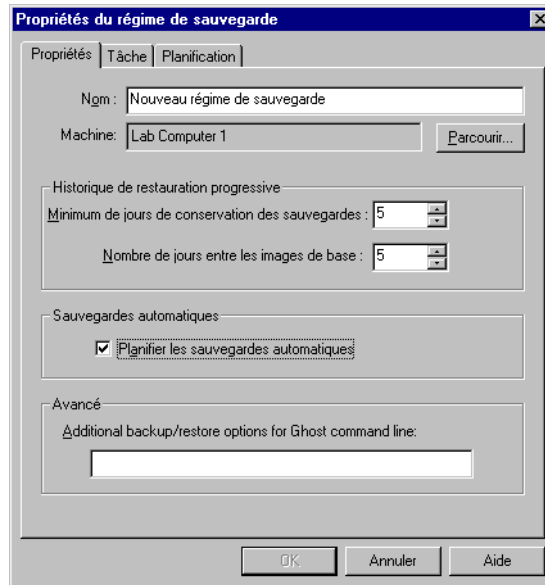 Propriétés du régime de sauvegarde
Propriétés Tâche Planification
Nom : Nouveau régime de sauvegarde
Machine: Lab Computer 1 Parcourir...
Historique de restauration progressive
Minimum de jours de conservation des sauvegardes : 5
Nombre de jours entre les images de base : 5
Sauvegardes automatiques
Planifier les sauvegardes automatiques
Avancé
Additional backup/restore options for Ghost command line:
OK Annuler Aide